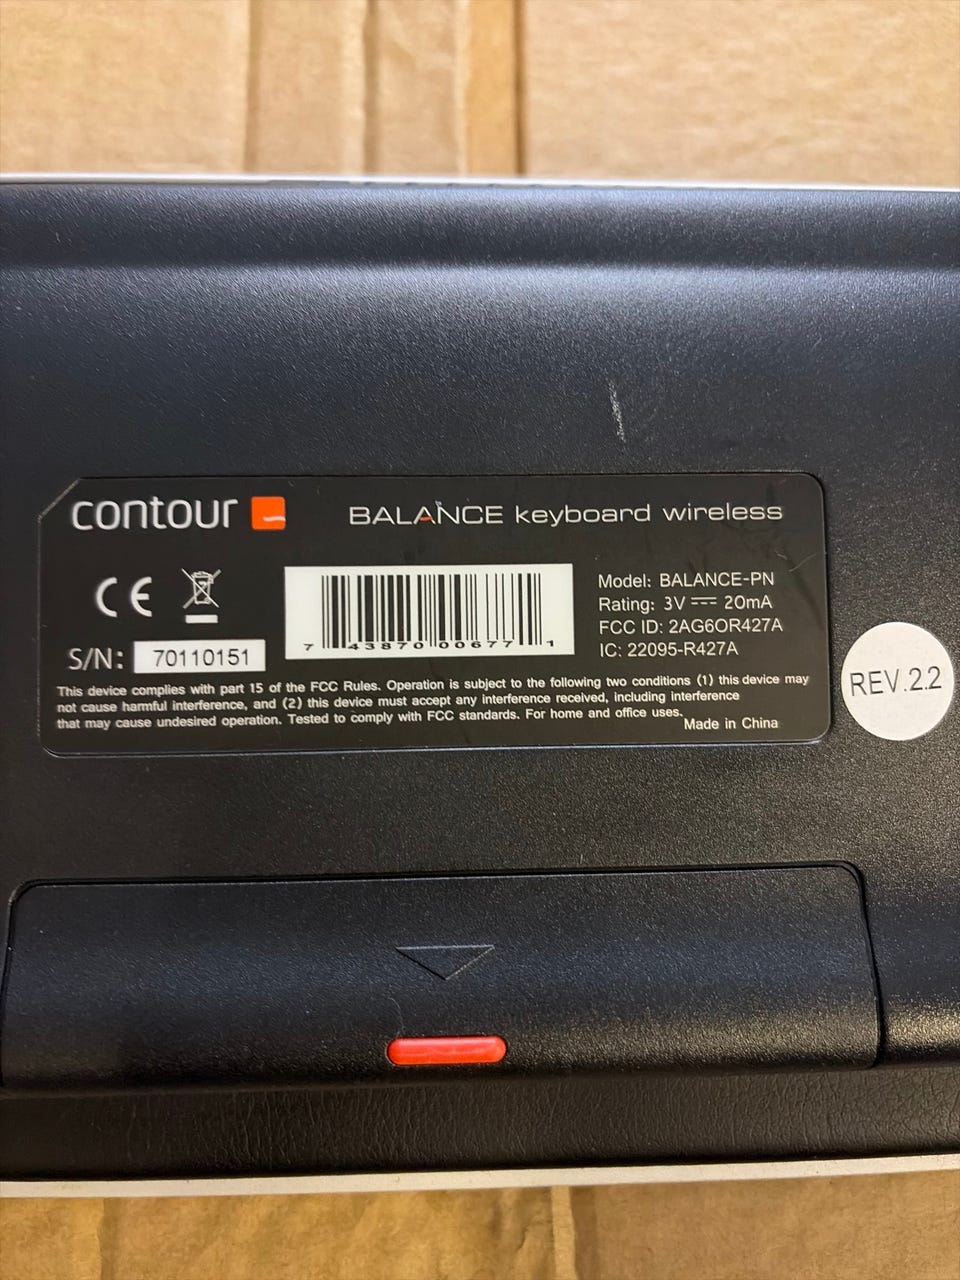 contour
BALANCE keyboard wireless
CE
Model: BALANCE-PN
Rating: 3V ⎓ 20mA
FCC ID: 2AG6OR427A
IC: 22095-R427A
7 43870 00677 1
S/N: 70110151
This device complies with part 15 of the FCC Rules. Operation is subject to the following two conditions (1) this device may
not cause harmful interference, and (2) this device must accept any interference received, including interference
that may cause undesired operation. Tested to comply with FCC standards. For home and office uses.
Made in China
REV.2.2